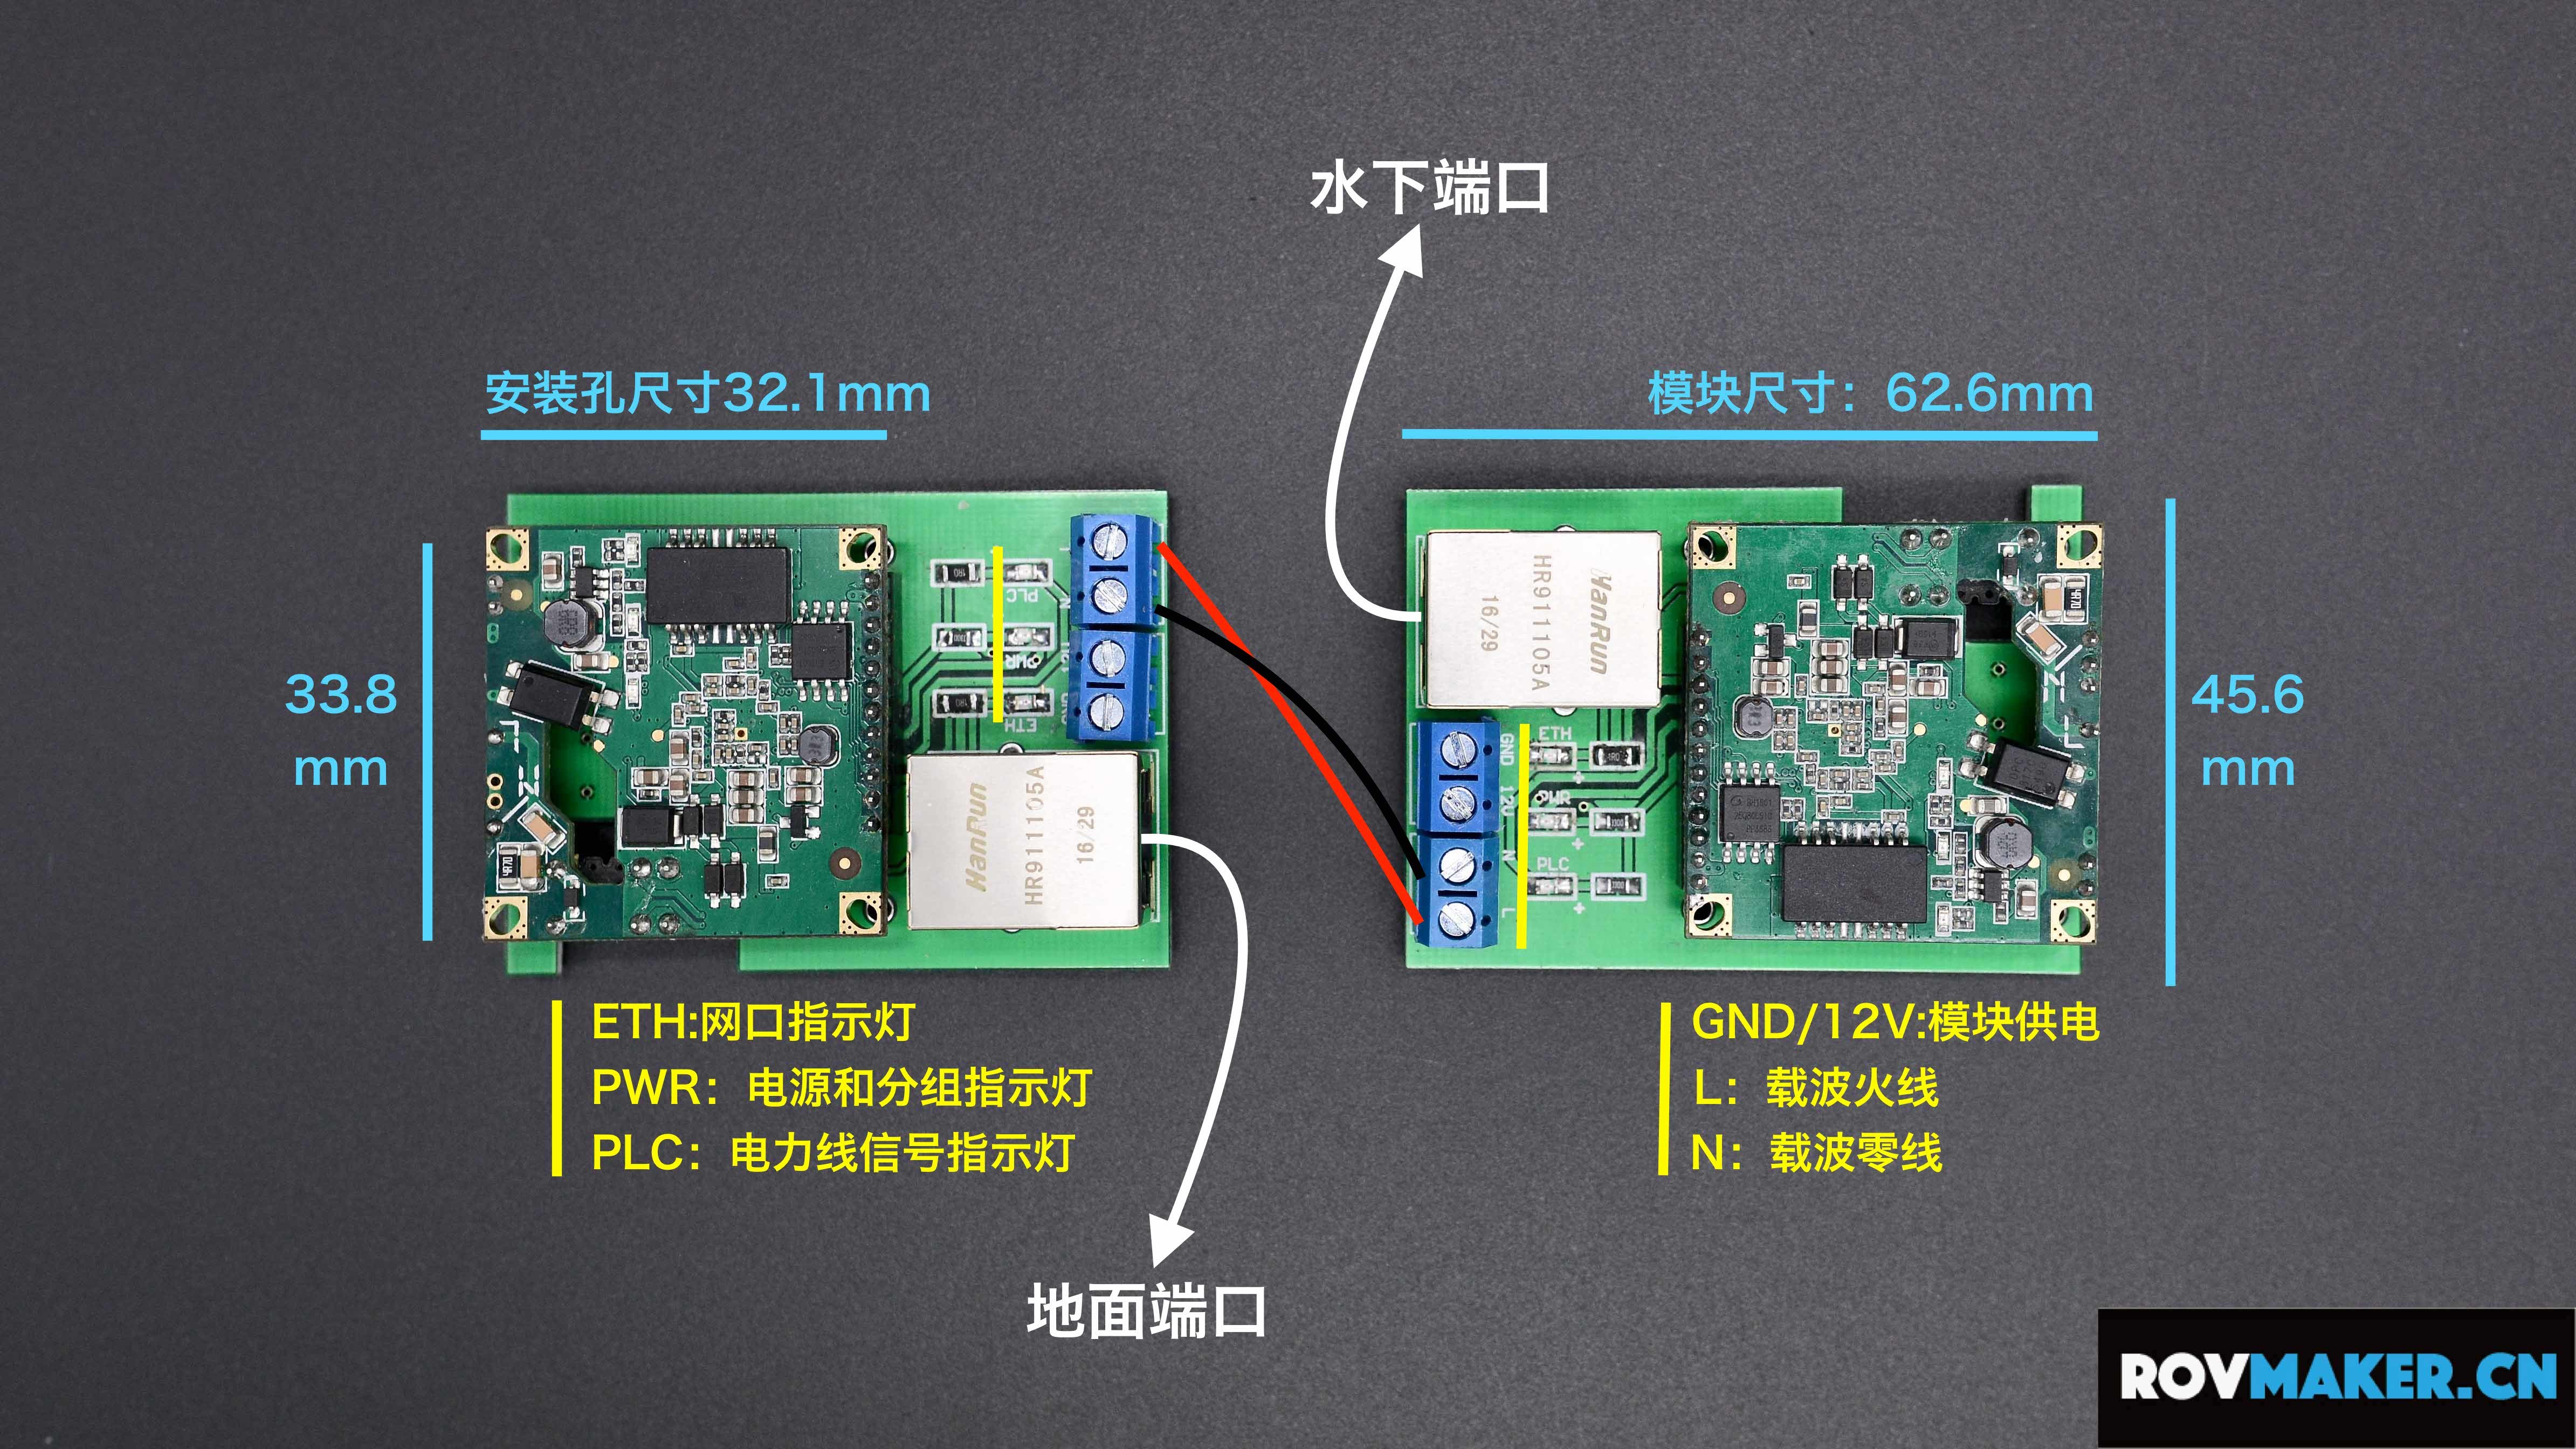 水下端口
安装孔尺寸32.1mm
模块尺寸：62.6mm
33.8
mm
45.6
mm
PLC
PWR
ETH
HanRun
HR911105A
16/29
HanRun
HR911105A
16/29
GND
12V
N
L
ETH
PWR
PLC
ETH:网口指示灯
PWR：电源和分组指示灯
PLC：电力线信号指示灯
GND/12V:模块供电
L：载波火线
N：载波零线
地面端口
ROVMAKER.CN